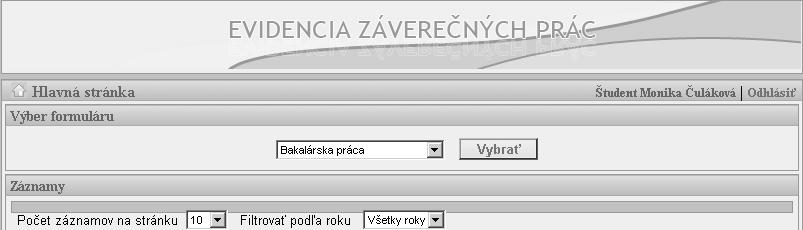 EVIDENCIA ZÁVEREČNÝCH PRÁC
Hlavná stránka Študent Monika Čuláková | Odhlásiť
Výber formuláru
Bakalárska práca Vybrať
Záznamy
Počet záznamov na stránku 10 Filtrovať podľa roku Všetky roky